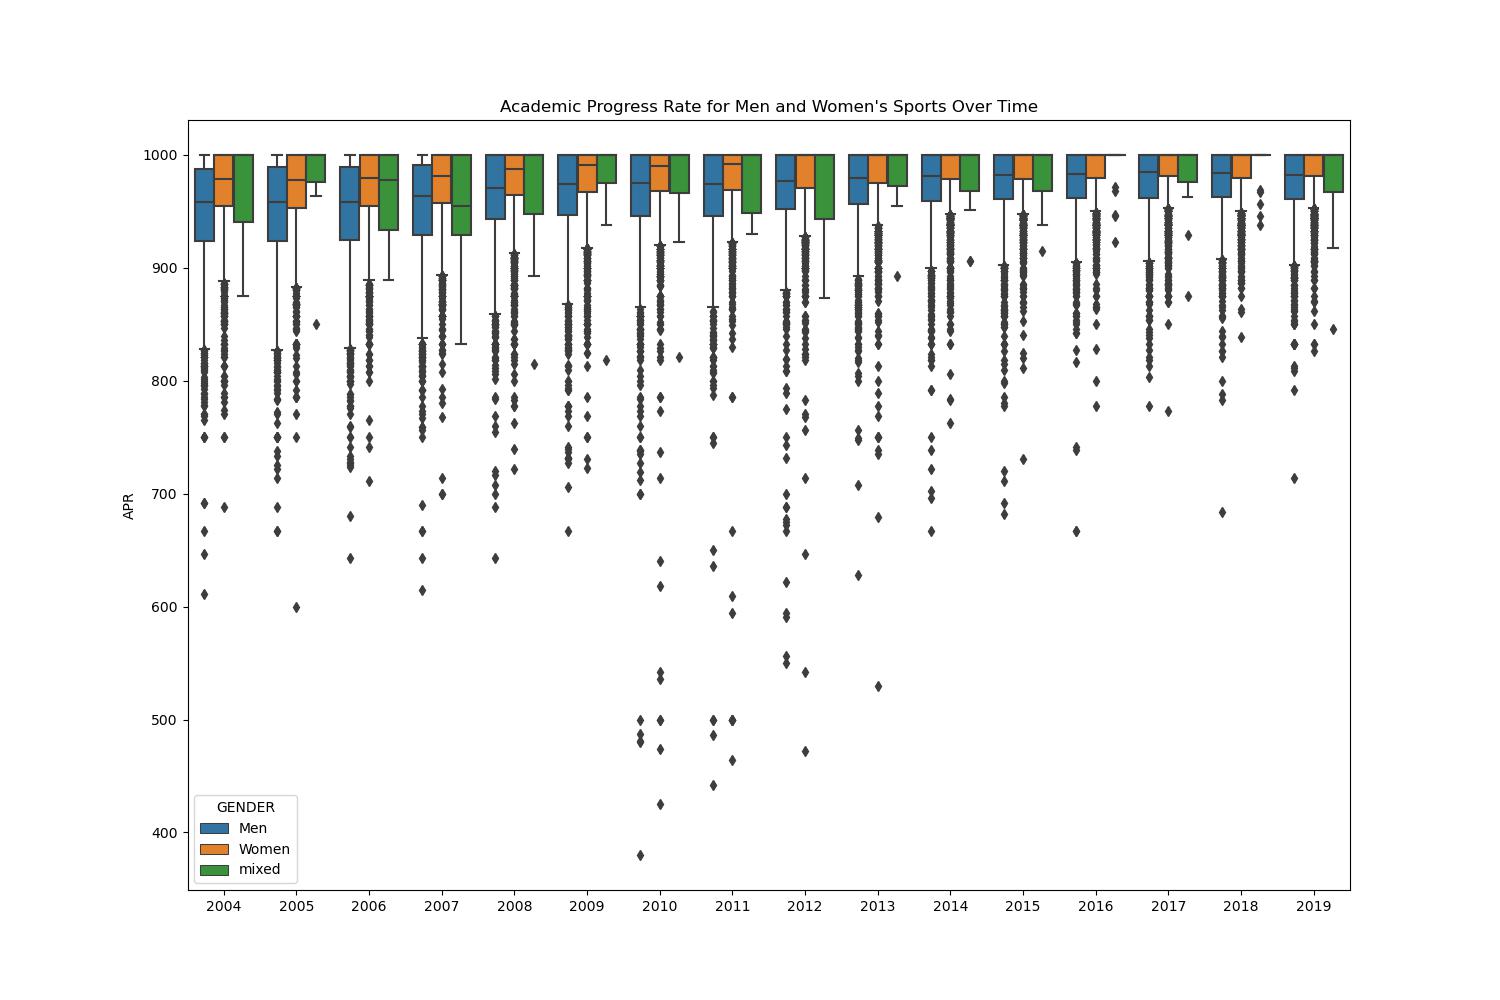 Academic Progress Rate for Men and Women's Sports Over Time
1000
900
800
700
600
500
400
APR
GENDER
Men
Women
mixed
2004 2005 2006 2007 2008 2009 2010 2011 2012 2013 2014 2015 2016 2017 2018 2019